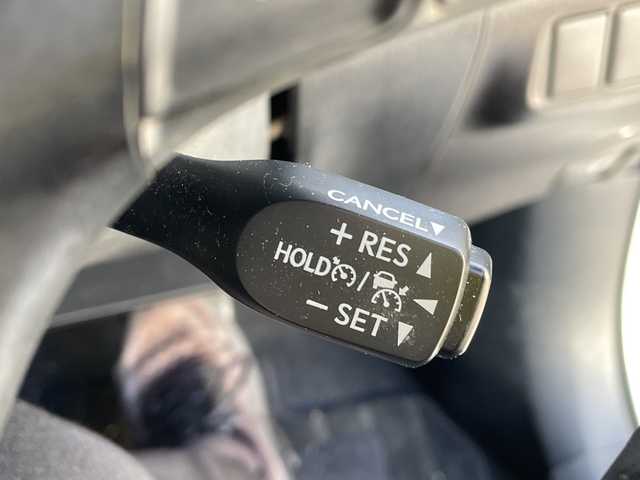 CANCEL▼
+ RES ▲
HOLD / ◀
− SET ▼